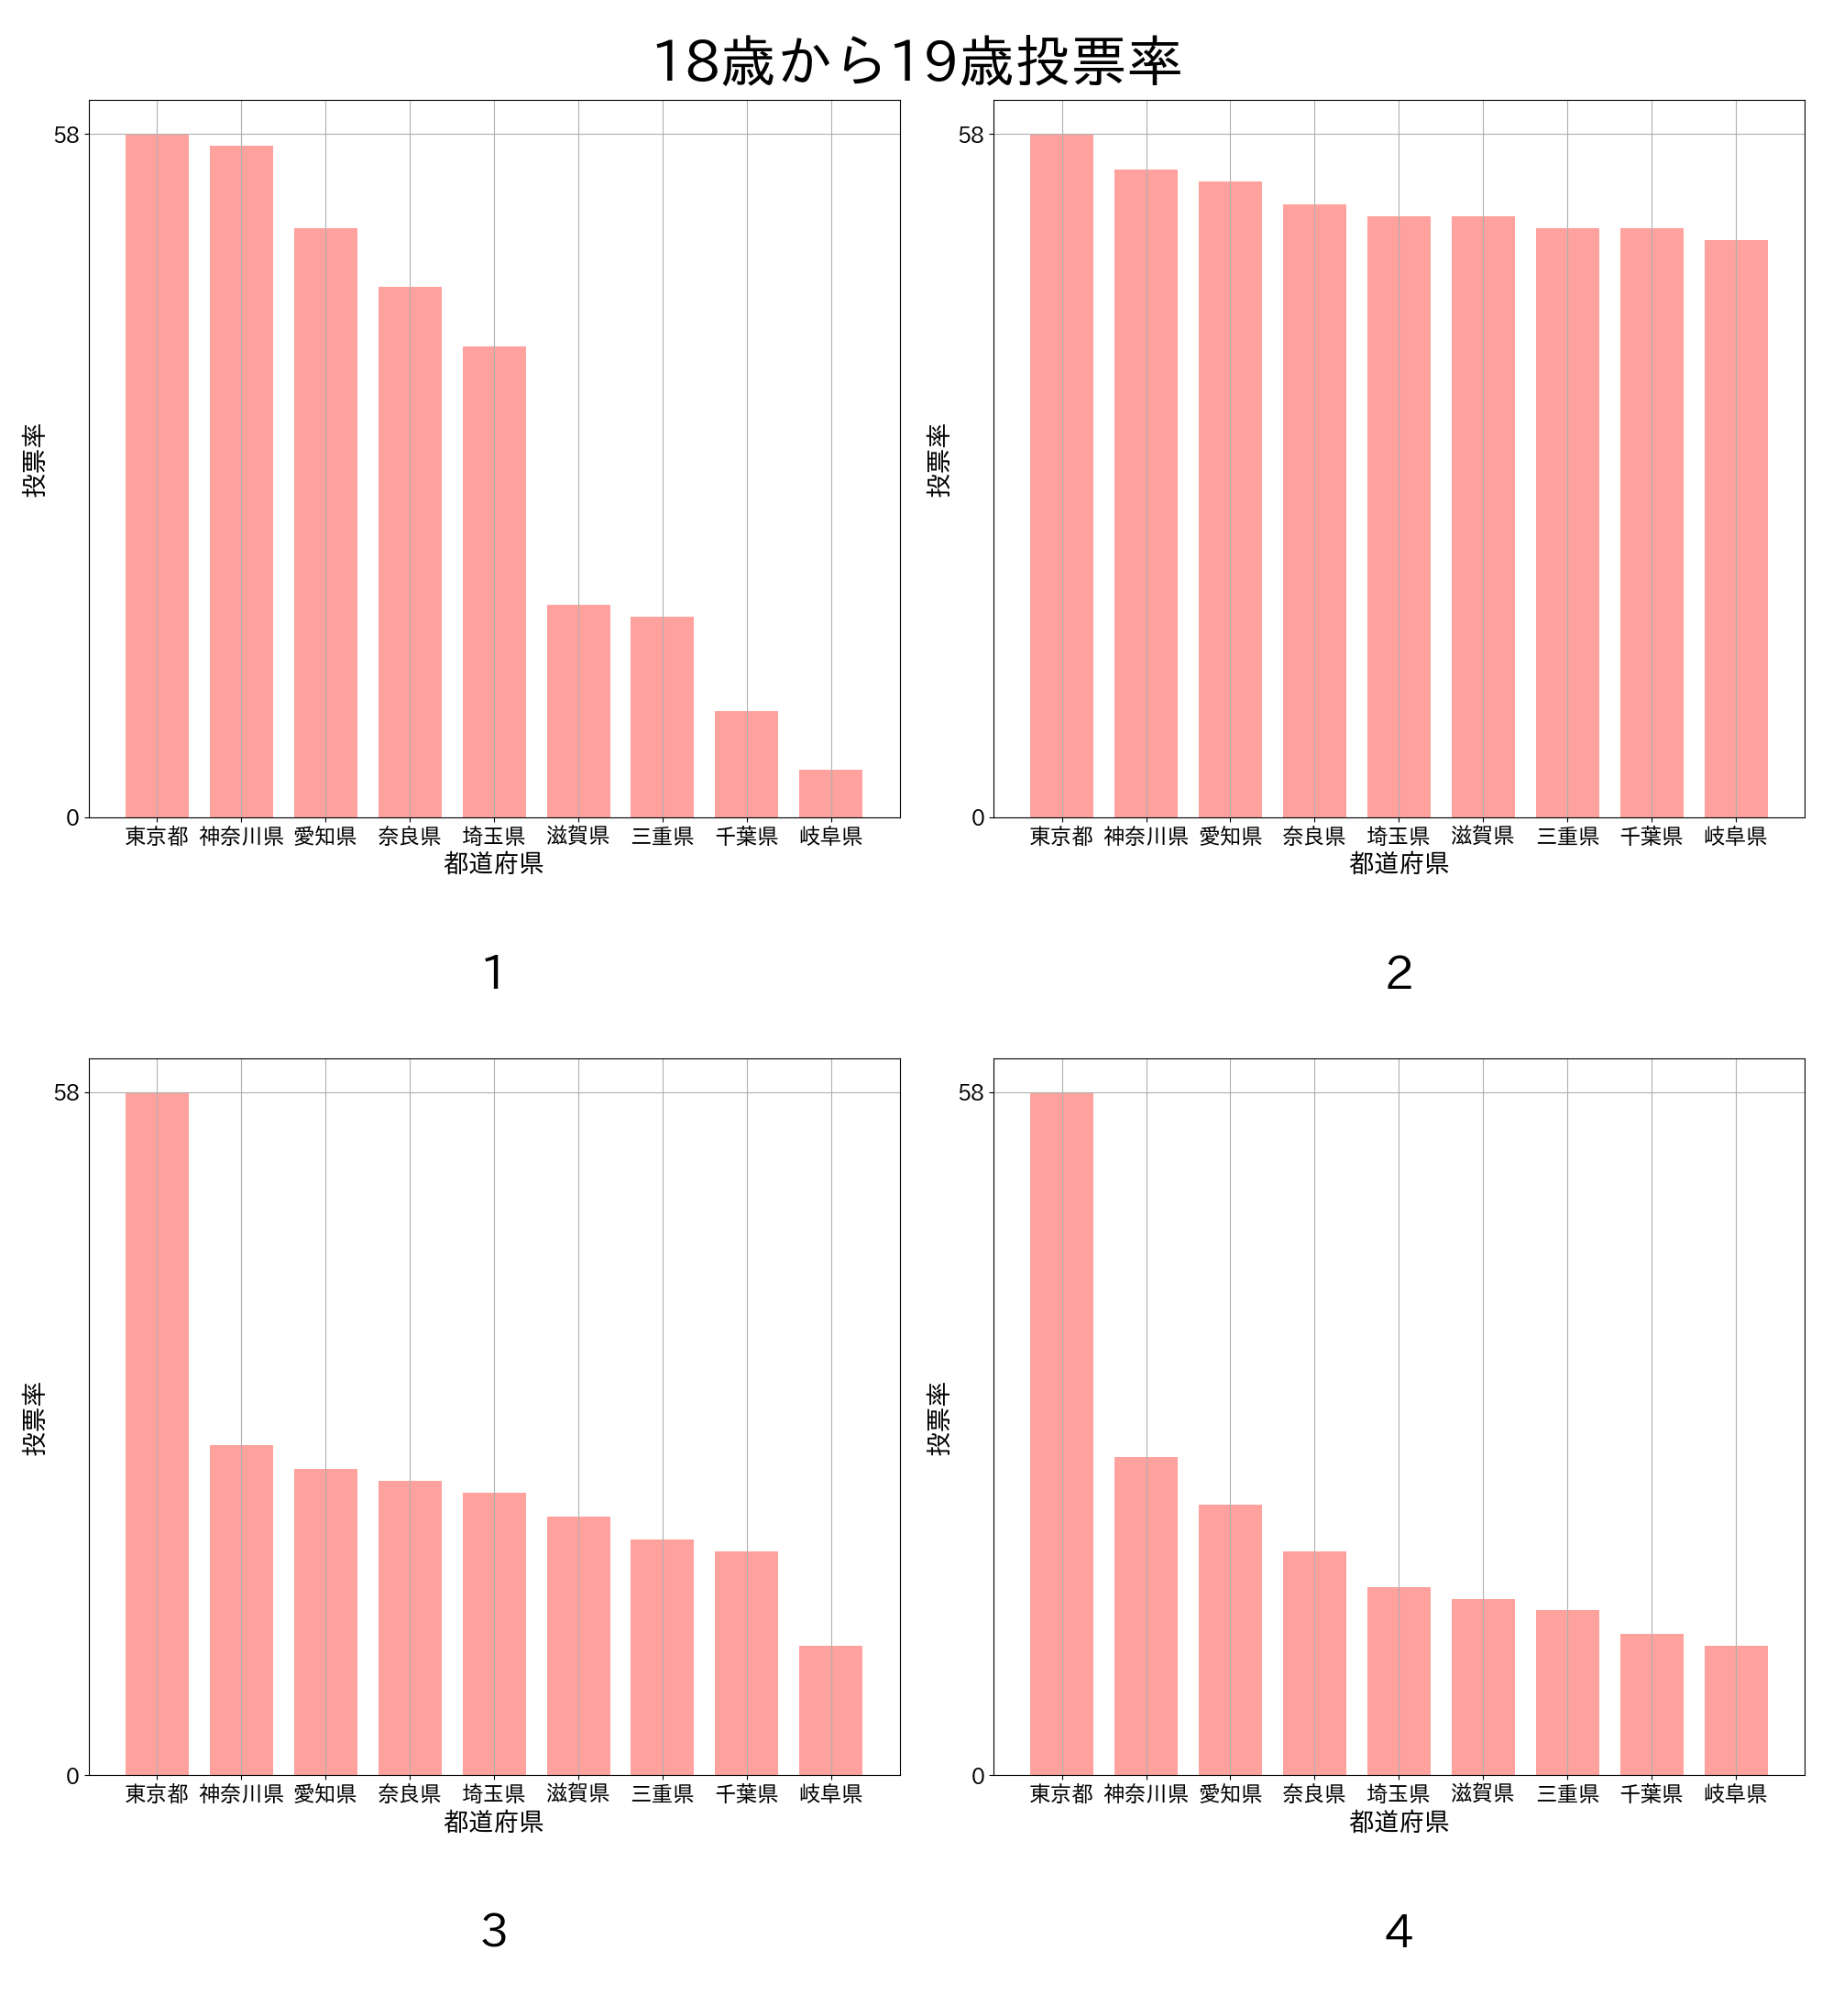 18歳から19歳投票率
58
0
投票率
東京都 神奈川県 愛知県 奈良県 埼玉県 滋賀県 三重県 千葉県 岐阜県
都道府県
1
58
0
投票率
東京都 神奈川県 愛知県 奈良県 埼玉県 滋賀県 三重県 千葉県 岐阜県
都道府県
2
58
0
投票率
東京都 神奈川県 愛知県 奈良県 埼玉県 滋賀県 三重県 千葉県 岐阜県
都道府県
3
58
0
投票率
東京都 神奈川県 愛知県 奈良県 埼玉県 滋賀県 三重県 千葉県 岐阜県
都道府県
4